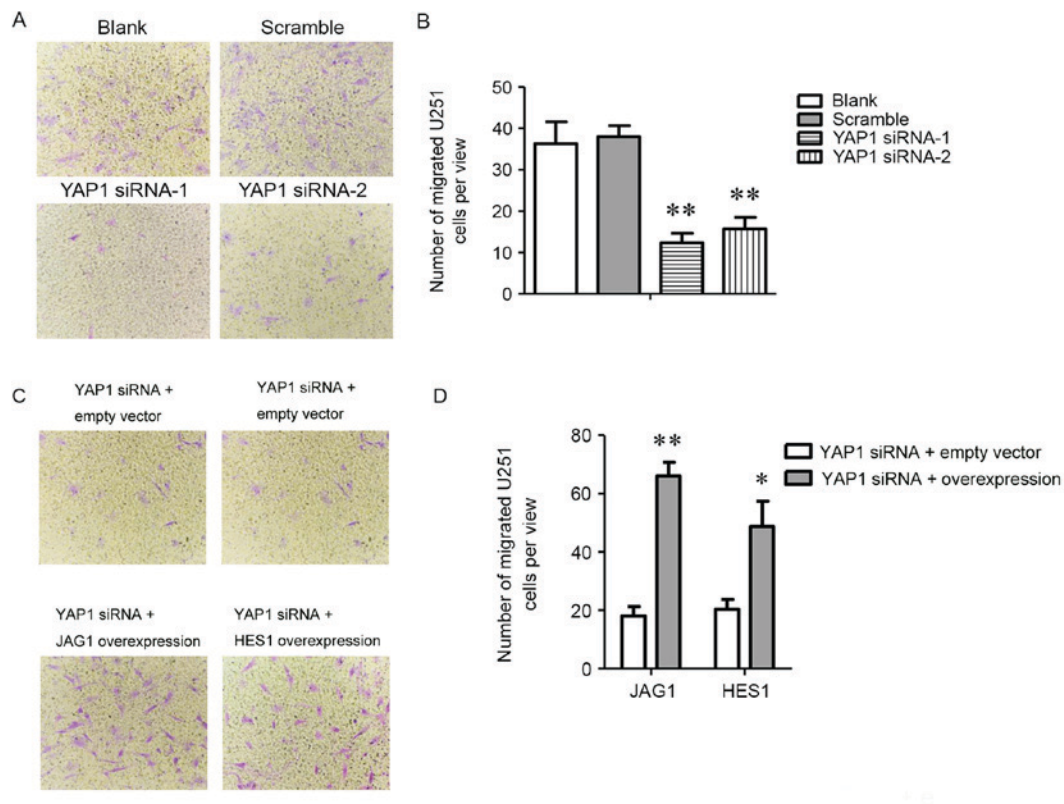 A
Blank
Scramble
YAP1 siRNA-1
YAP1 siRNA-2
B
Number of migrated U251
cells per view
50
40
30
20
10
0
**
**
Blank
Scramble
YAP1 siRNA-1
YAP1 siRNA-2
C
YAP1 siRNA +
empty vector
YAP1 siRNA +
empty vector
YAP1 siRNA +
JAG1 overexpression
YAP1 siRNA +
HES1 overexpression
D
Number of migrated U251
cells per view
80
60
40
20
0
**
*
JAG1
HES1
YAP1 siRNA + empty vector
YAP1 siRNA + overexpression